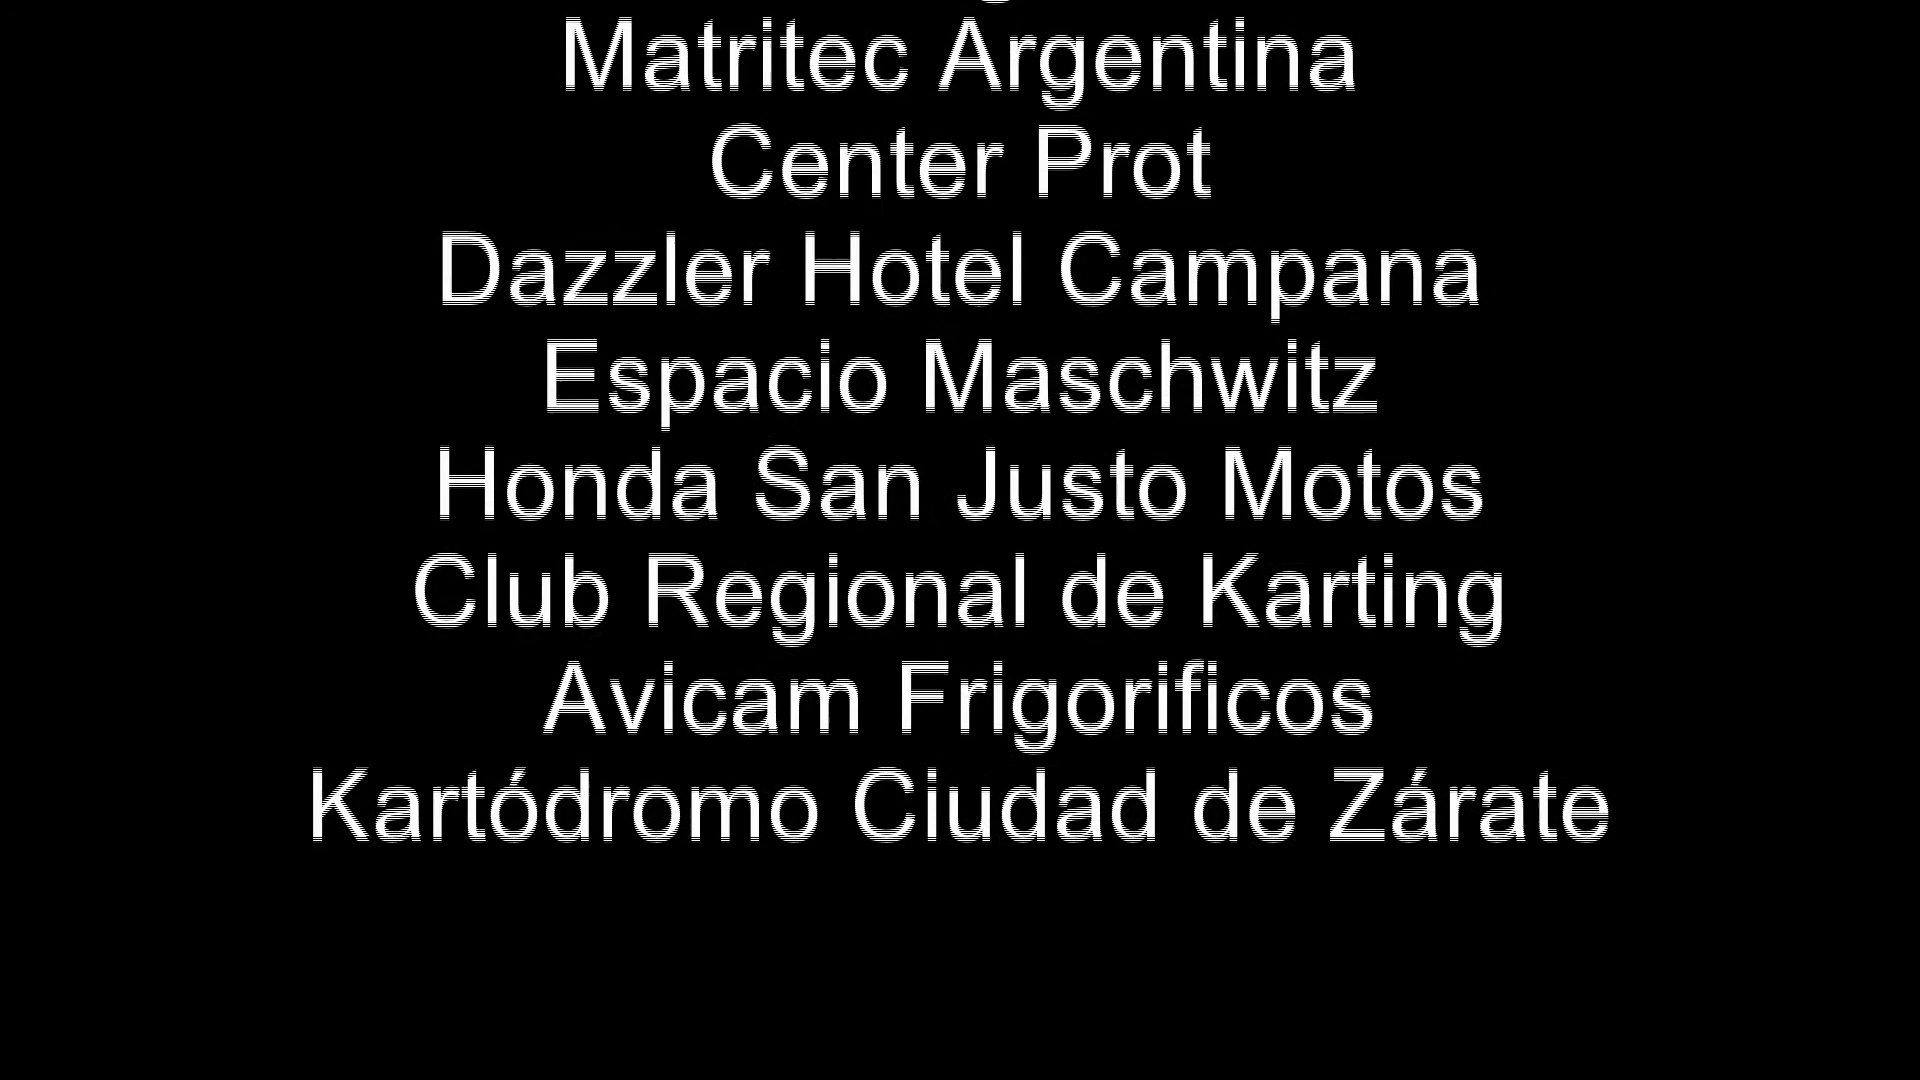 Matritec Argentina
Center Prot
Dazzler Hotel Campana
Espacio Maschwitz
Honda San Justo Motos
Club Regional de Karting
Avicam Frigorificos
Kartódromo Ciudad de Zárate